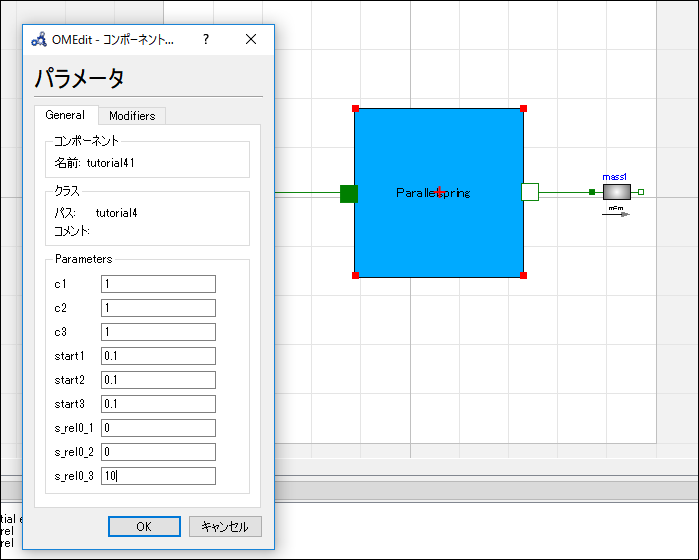 OMEdit - コンポーネント... ?
パラメータ
General Modifiers
コンポーネント
名前: tutorial41
クラス
パス: tutorial4
コメント:
Parameters
c1 1
c2 1
c3 1
start1 0.1
start2 0.1
start3 0.1
s_rel0_1 0
s_rel0_2 0
s_rel0_3 10
OK キャンセル
mass1
m=m
tial
rel
rel